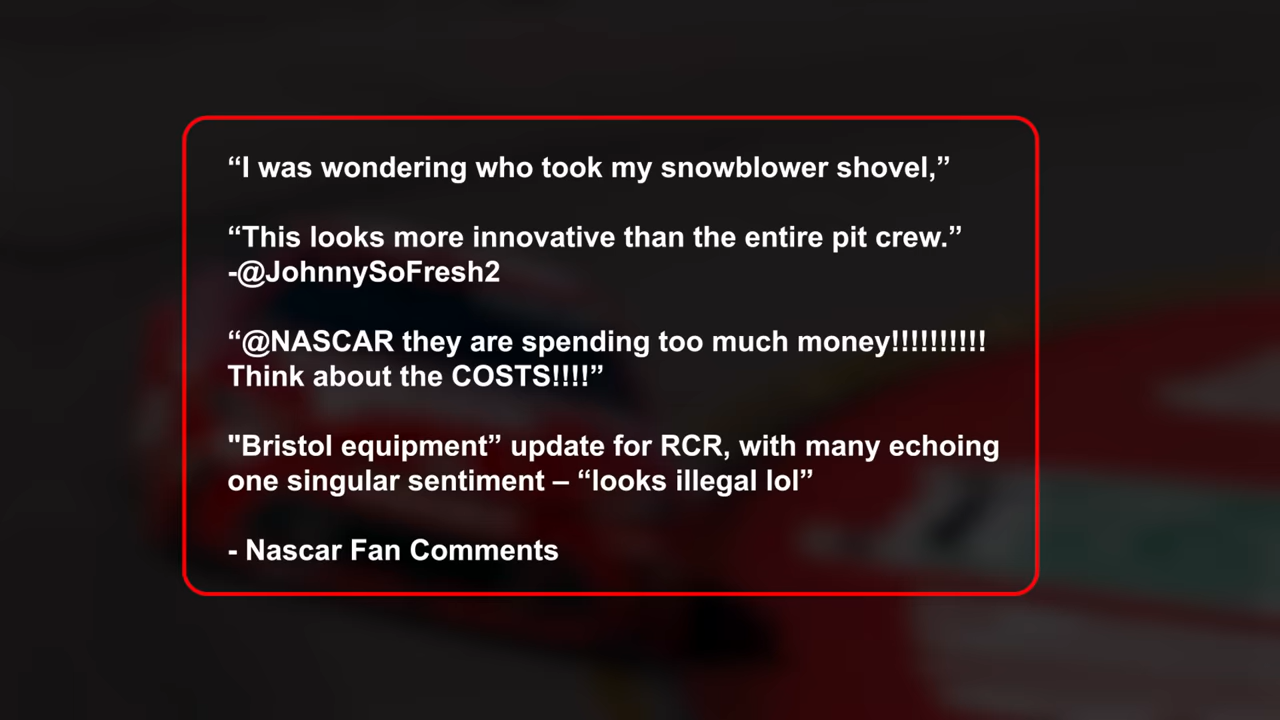 “I was wondering who took my snowblower shovel,”
“This looks more innovative than the entire pit crew.”
-@JohnnySoFresh2
“@NASCAR they are spending too much money!!!!!!!!!!
Think about the COSTS!!!!”
"Bristol equipment” update for RCR, with many echoing
one singular sentiment – “looks illegal lol”
- Nascar Fan Comments